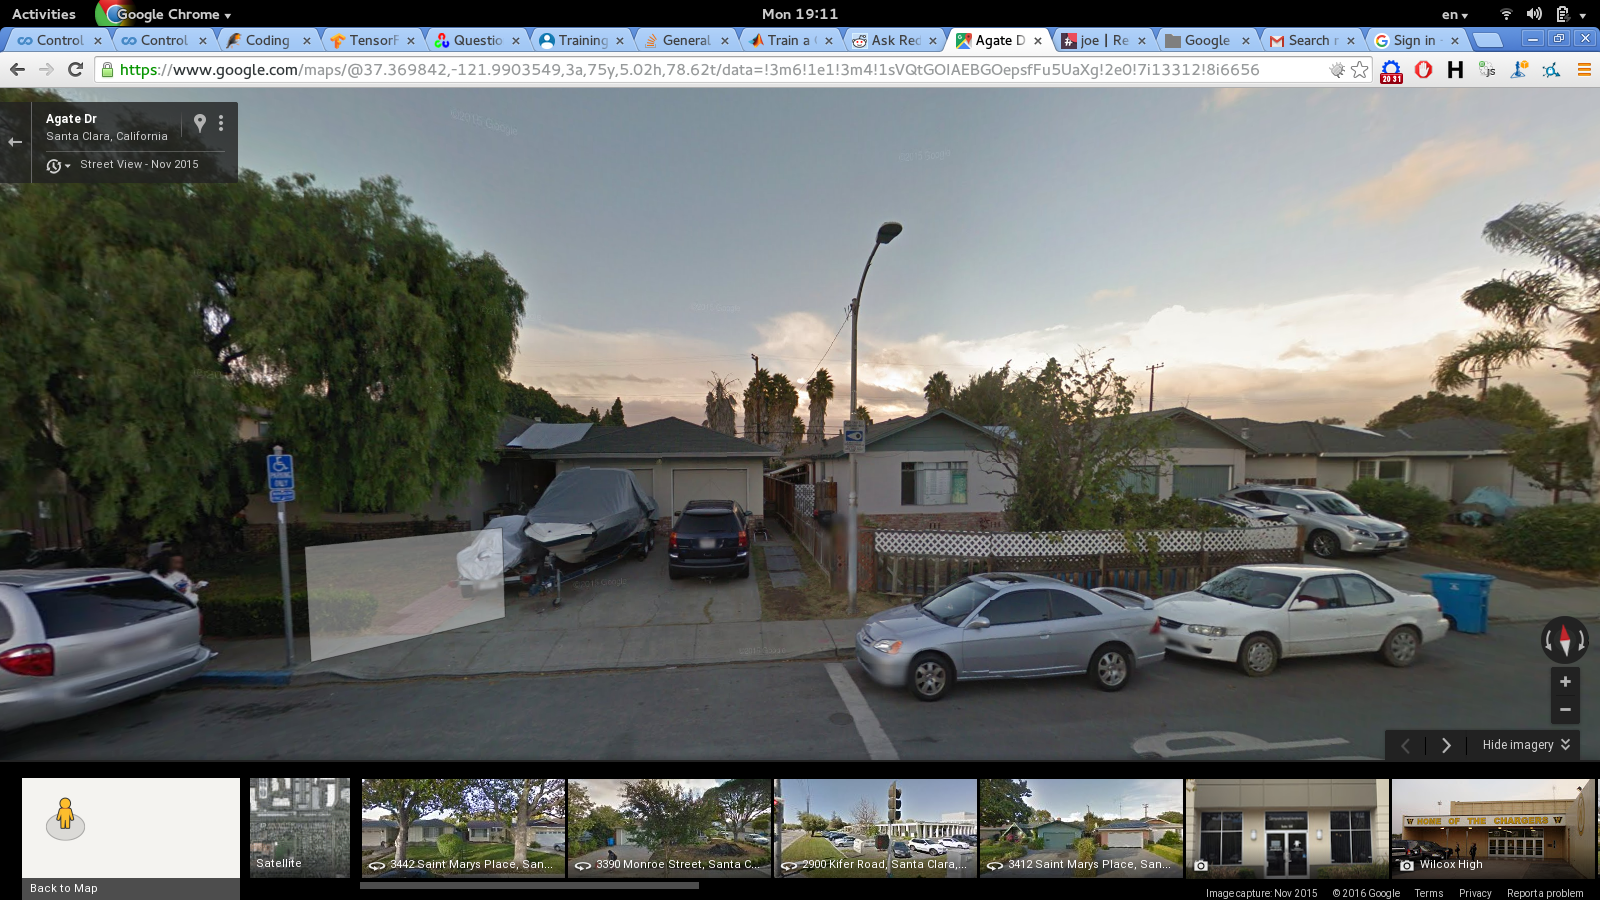 Activities
Google Chrome
Mon 19:11
en
Control
Control
Coding
TensorF
Questio
Training
General
Train a
Ask Red
Agate D
joe | Re
Google
Search r
Sign in
https://www.google.com/maps/@37.369842,-121.9903549,3a,75y,5.02h,78.62t/data=!3m6!1e1!3m4!1sVQtGOIAEBGOepsfFu5UaXg!2e0!7i13312!8i6656
20 31
H
js
Agate Dr
Santa Clara, California
Street View - Nov 2015
©2015 Google
PARKING
ONLY
Hide imagery
Satellite
Back to Map
3442 Saint Marys Place, San...
3390 Monroe Street, Santa C...
2900 Kifer Road, Santa Clara,...
3412 Saint Marys Place, San...
W HOME OF THE CHARGERS W
Wilcox High
Image capture: Nov 2015
© 2016 Google
Terms
Privacy
Report a problem